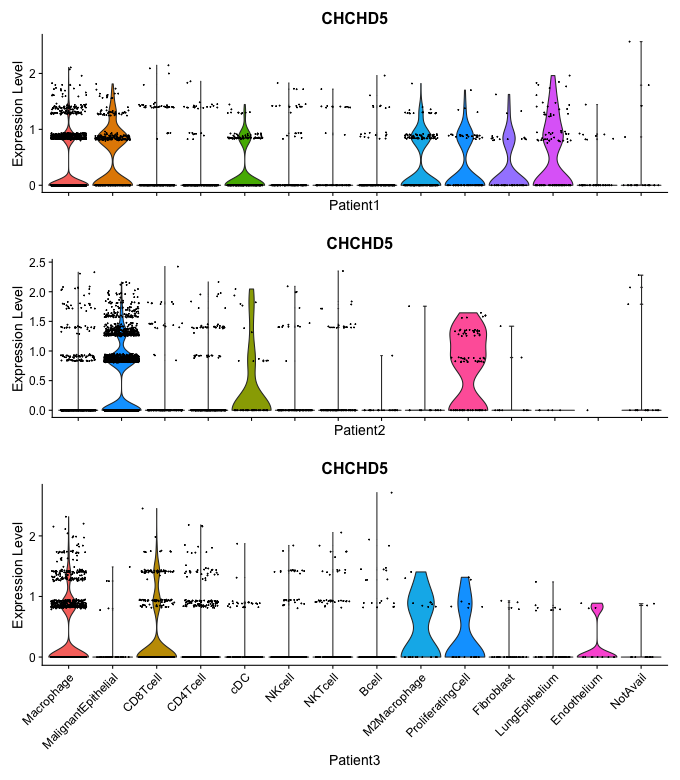 CHCHD5
Expression Level
2
1
0
Patient1
CHCHD5
Expression Level
2.5
2.0
1.5
1.0
0.5
0.0
Patient2
CHCHD5
Expression Level
2
1
0
Macrophage
MalignantEpithelial
CD8Tcell
CD4Tcell
cDC
NKcell
NKTcell
Bcell
M2Macrophage
ProliferatingCell
Fibroblast
LungEpithelium
Endothelium
NotAvail
Patient3